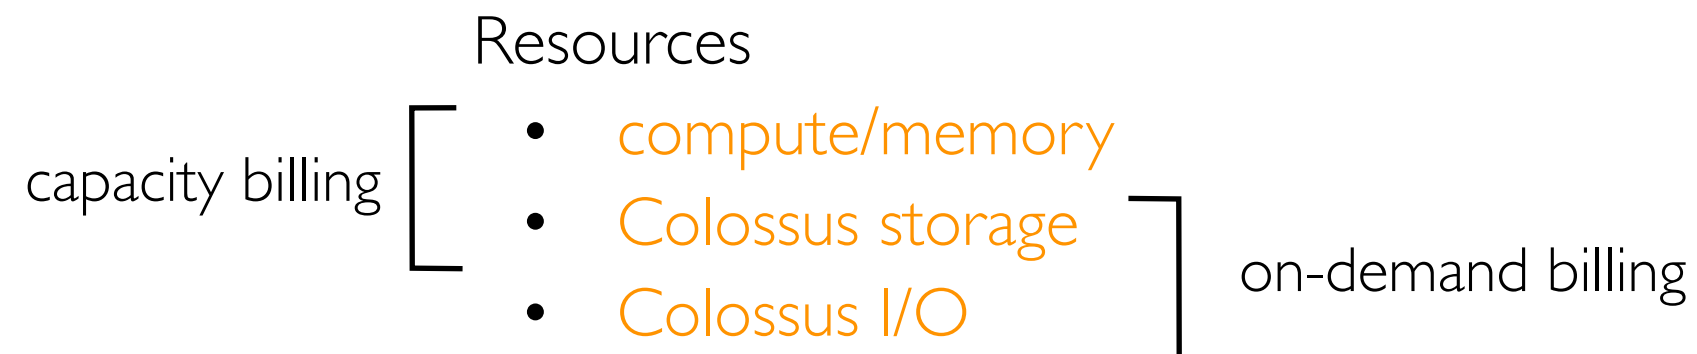 Resources
• compute/memory
capacity billing
• Colossus storage
on-demand billing
• Colossus I/O